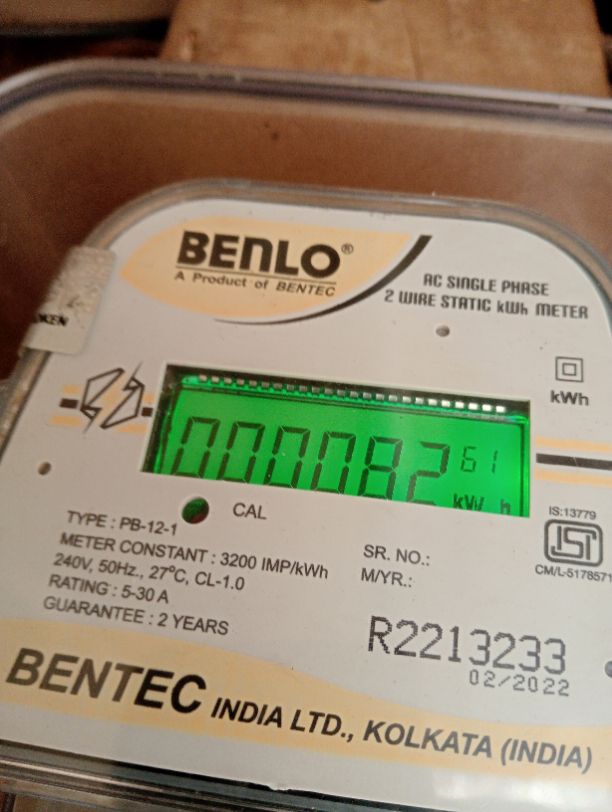 BENLO®
A Product of BENTEC
AC SINGLE PHASE
2 WIRE STATIC kWh METER
kWh
00008261
kW h
CAL
TYPE : PB-12-1
METER CONSTANT : 3200 IMP/kWh
240V, 50Hz., 27°C, CL-1.0
RATING : 5-30 A
GUARANTEE : 2 YEARS
SR. NO.:
M/YR.:
IS:13779
ISI
CM/L-5178571
R2213233
02/2022
BENTEC INDIA LTD., KOLKATA (INDIA)